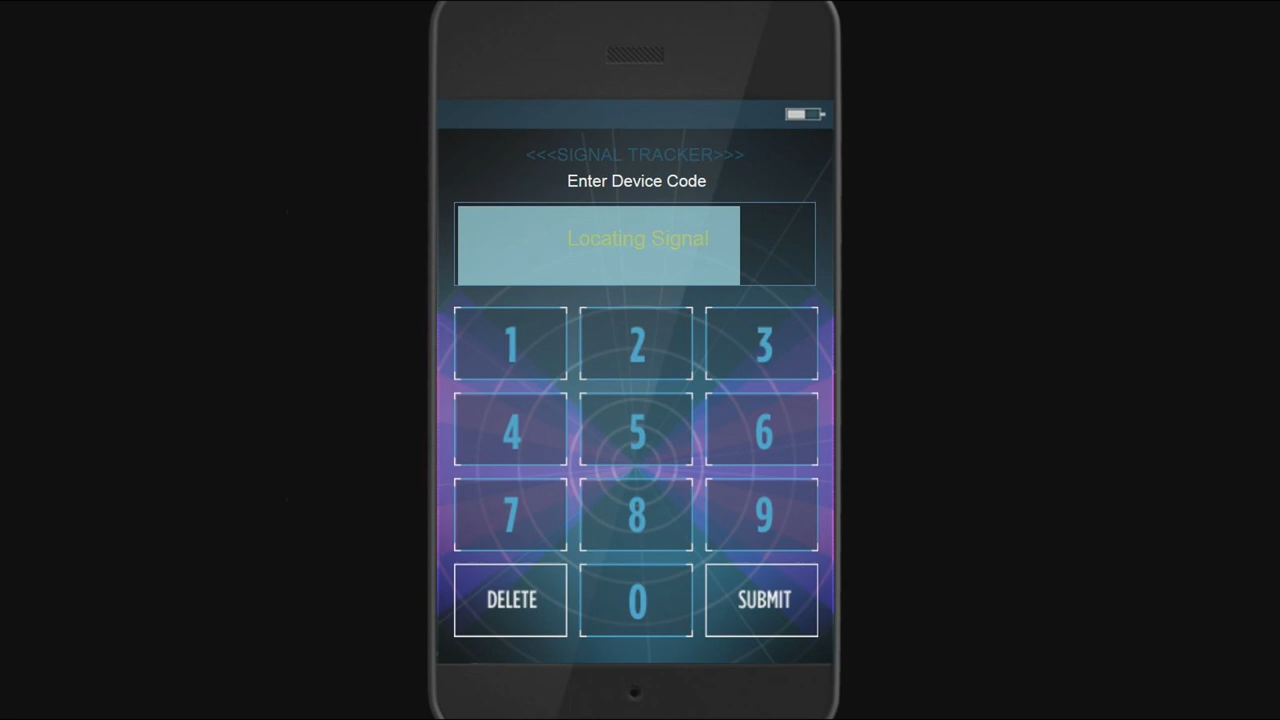 <<<SIGNAL TRACKER>>>
Enter Device Code
Locating Signal
1 2 3
4 5 6
7 8 9
DELETE 0 SUBMIT